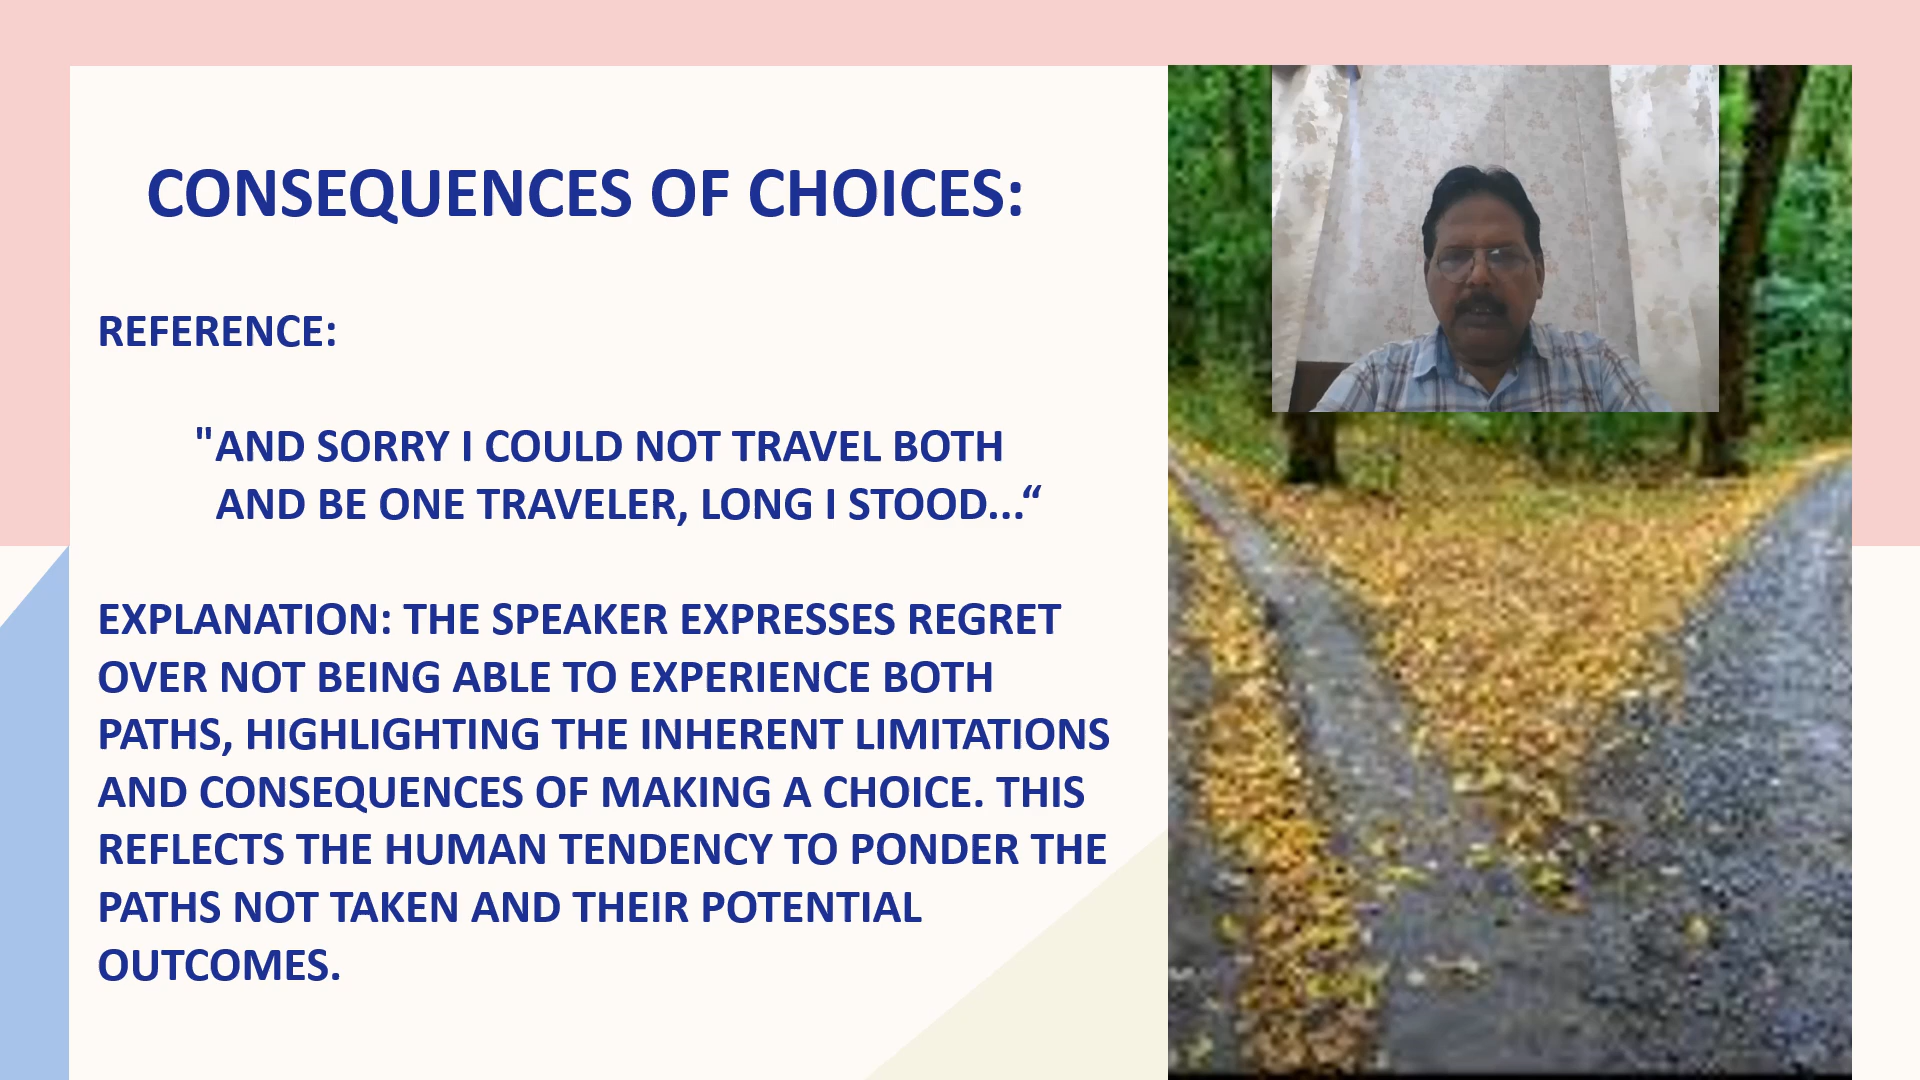 CONSEQUENCES OF CHOICES:
REFERENCE:
"AND SORRY I COULD NOT TRAVEL BOTH
AND BE ONE TRAVELER, LONG I STOOD...“
EXPLANATION: THE SPEAKER EXPRESSES REGRET
OVER NOT BEING ABLE TO EXPERIENCE BOTH
PATHS, HIGHLIGHTING THE INHERENT LIMITATIONS
AND CONSEQUENCES OF MAKING A CHOICE. THIS
REFLECTS THE HUMAN TENDENCY TO PONDER THE
PATHS NOT TAKEN AND THEIR POTENTIAL
OUTCOMES.